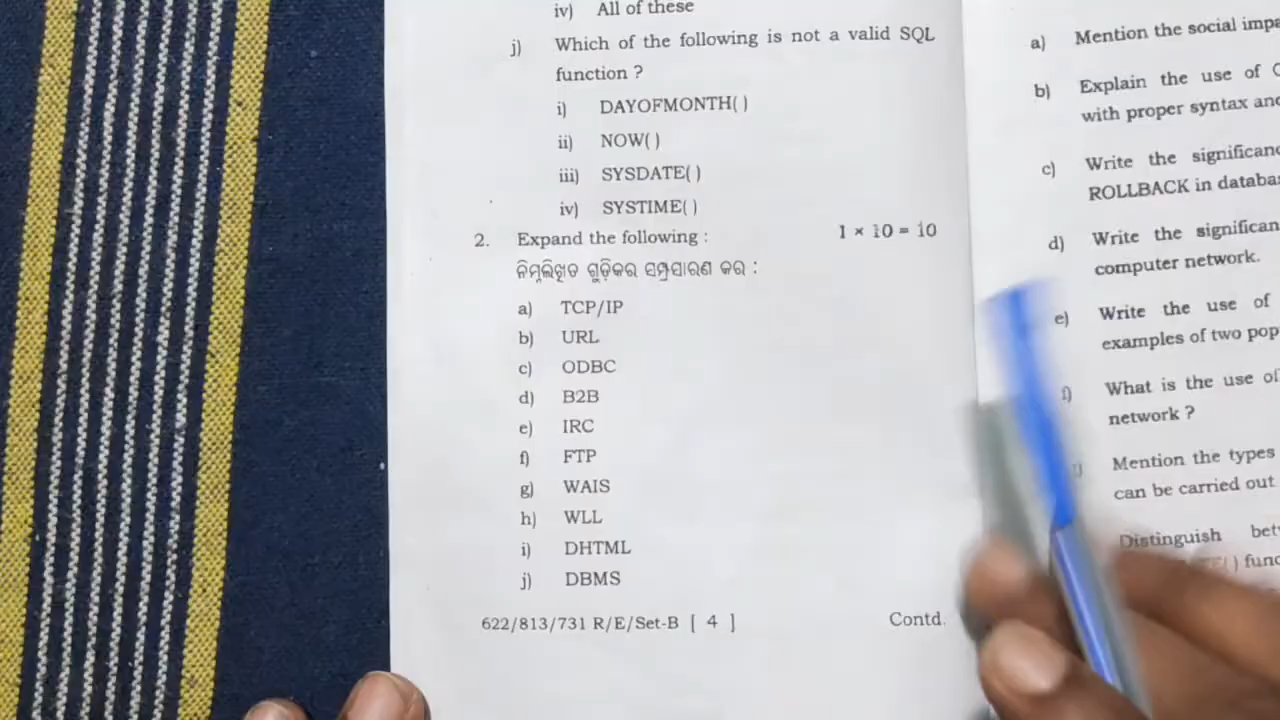 iv) All of these
j) Which of the following is not a valid SQL
function ?
i) DAYOFMONTH( )
ii) NOW( )
iii) SYSDATE( )
iv) SYSTIME( )
2. Expand the following : 1 × 10 = 10
ନିମ୍ନଲିଖିତ ଗୁଡ଼ିକର ସମ୍ପ୍ରସାରଣ କର :
a) TCP/IP
b) URL
c) ODBC
d) B2B
e) IRC
f) FTP
g) WAIS
h) WLL
i) DHTML
j) DBMS
622/813/731 R/E/Set-B [ 4 ] Contd.
a) Mention the social
b) Explain the use of
with proper syntax
c) Write the
ROLLBACK in
d) Write the
computer network.
e) Write the use of
examples of two
f) What is the use
network ?
Mention the types
can be carried out
Distinguish